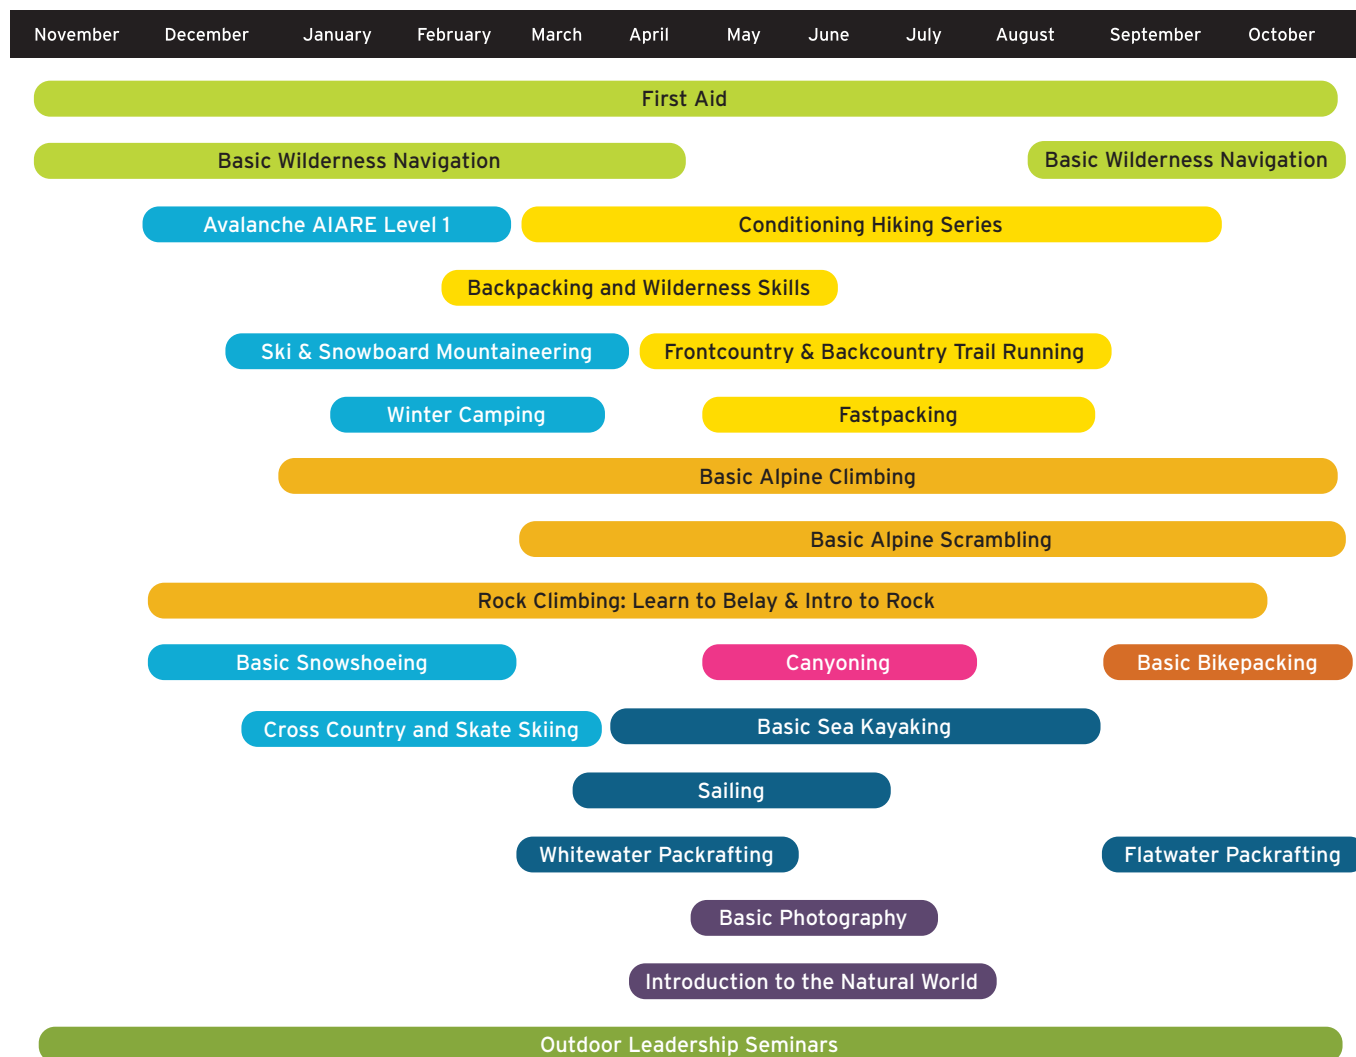 November December January February March April May June July August September October
First Aid
Basic Wilderness Navigation Basic Wilderness Navigation
Avalanche AIARE Level 1 Conditioning Hiking Series
Backpacking and Wilderness Skills
Ski & Snowboard Mountaineering Frontcountry & Backcountry Trail Running
Winter Camping Fastpacking
Basic Alpine Climbing
Basic Alpine Scrambling
Rock Climbing: Learn to Belay & Intro to Rock
Basic Snowshoeing Canyoning Basic Bikepacking
Cross Country and Skate Skiing Basic Sea Kayaking
Sailing
Whitewater Packrafting Flatwater Packrafting
Basic Photography
Introduction to the Natural World
Outdoor Leadership Seminars